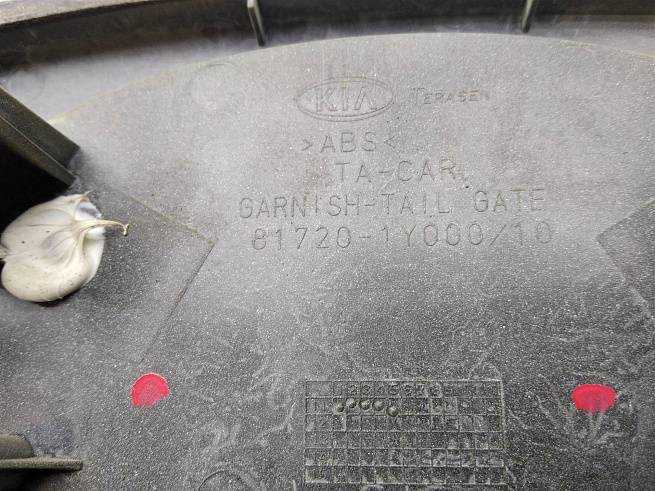 KIA TERASEN
>ABS<
TA-CAR
GARNISH-TAIL GATE
81720-1Y000/10